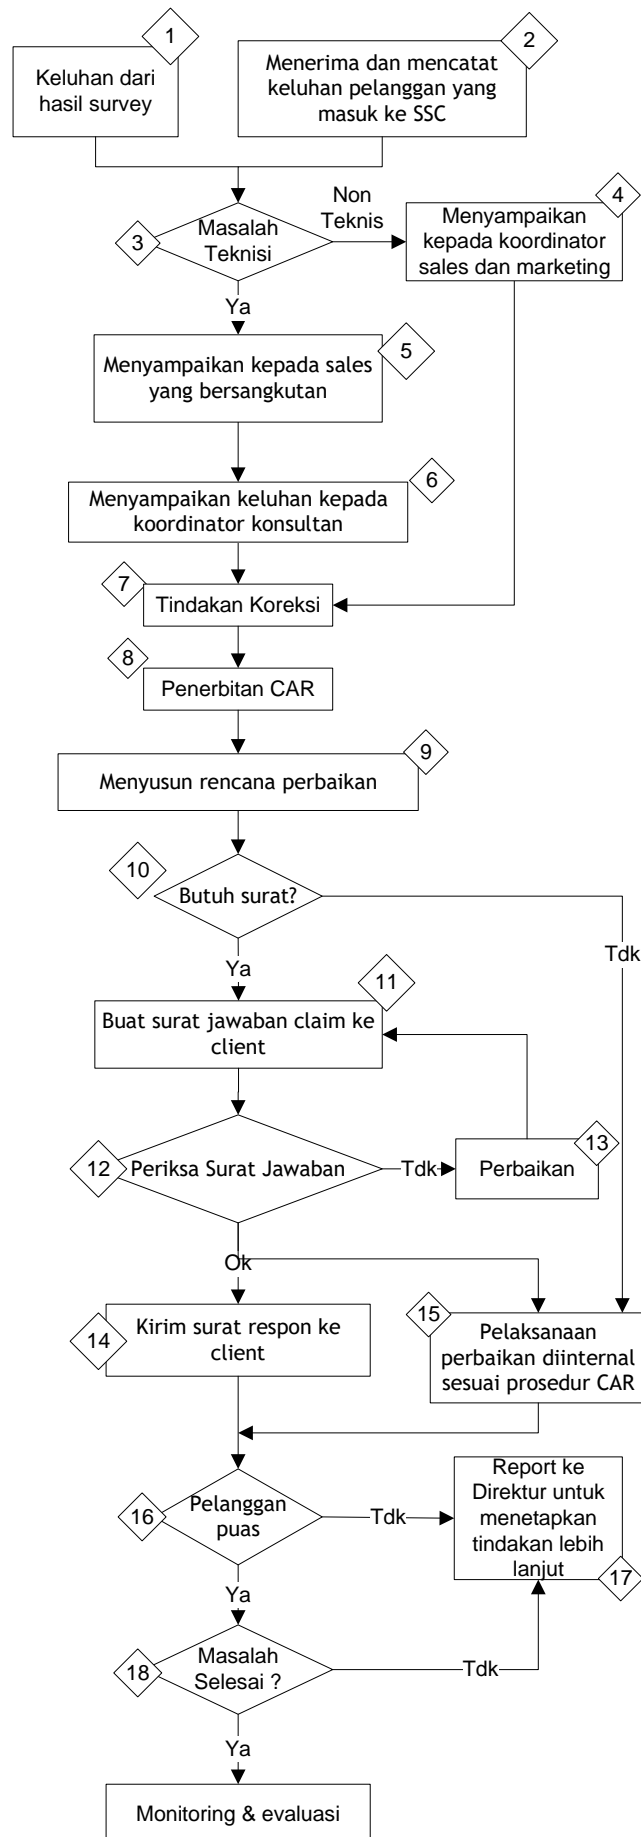 1
Keluhan dari
hasil survey
2
Menerima dan mencatat
keluhan pelanggan yang
masuk ke SSC
3
Masalah
Teknisi
Non
Teknis
4
Menyampaikan
kepada koordinator
sales dan marketing
Ya
5
Menyampaikan kepada sales
yang bersangkutan
6
Menyampaikan keluhan kepada
koordinator konsultan
7
Tindakan Koreksi
8
Penerbitan CAR
9
Menyusun rencana perbaikan
10
Butuh surat?
Tdk
Ya
11
Buat surat jawaban claim ke
client
12
Periksa Surat Jawaban
Tdk
13
Perbaikan
Ok
14
Kirim surat respon ke
client
15
Pelaksanaan
perbaikan diinternal
sesuai prosedur CAR
16
Pelanggan
puas
Tdk
Report ke
Direktur untuk
menetapkan
tindakan lebih
lanjut
17
Ya
18
Masalah
Selesai ?
Tdk
Ya
Monitoring & evaluasi